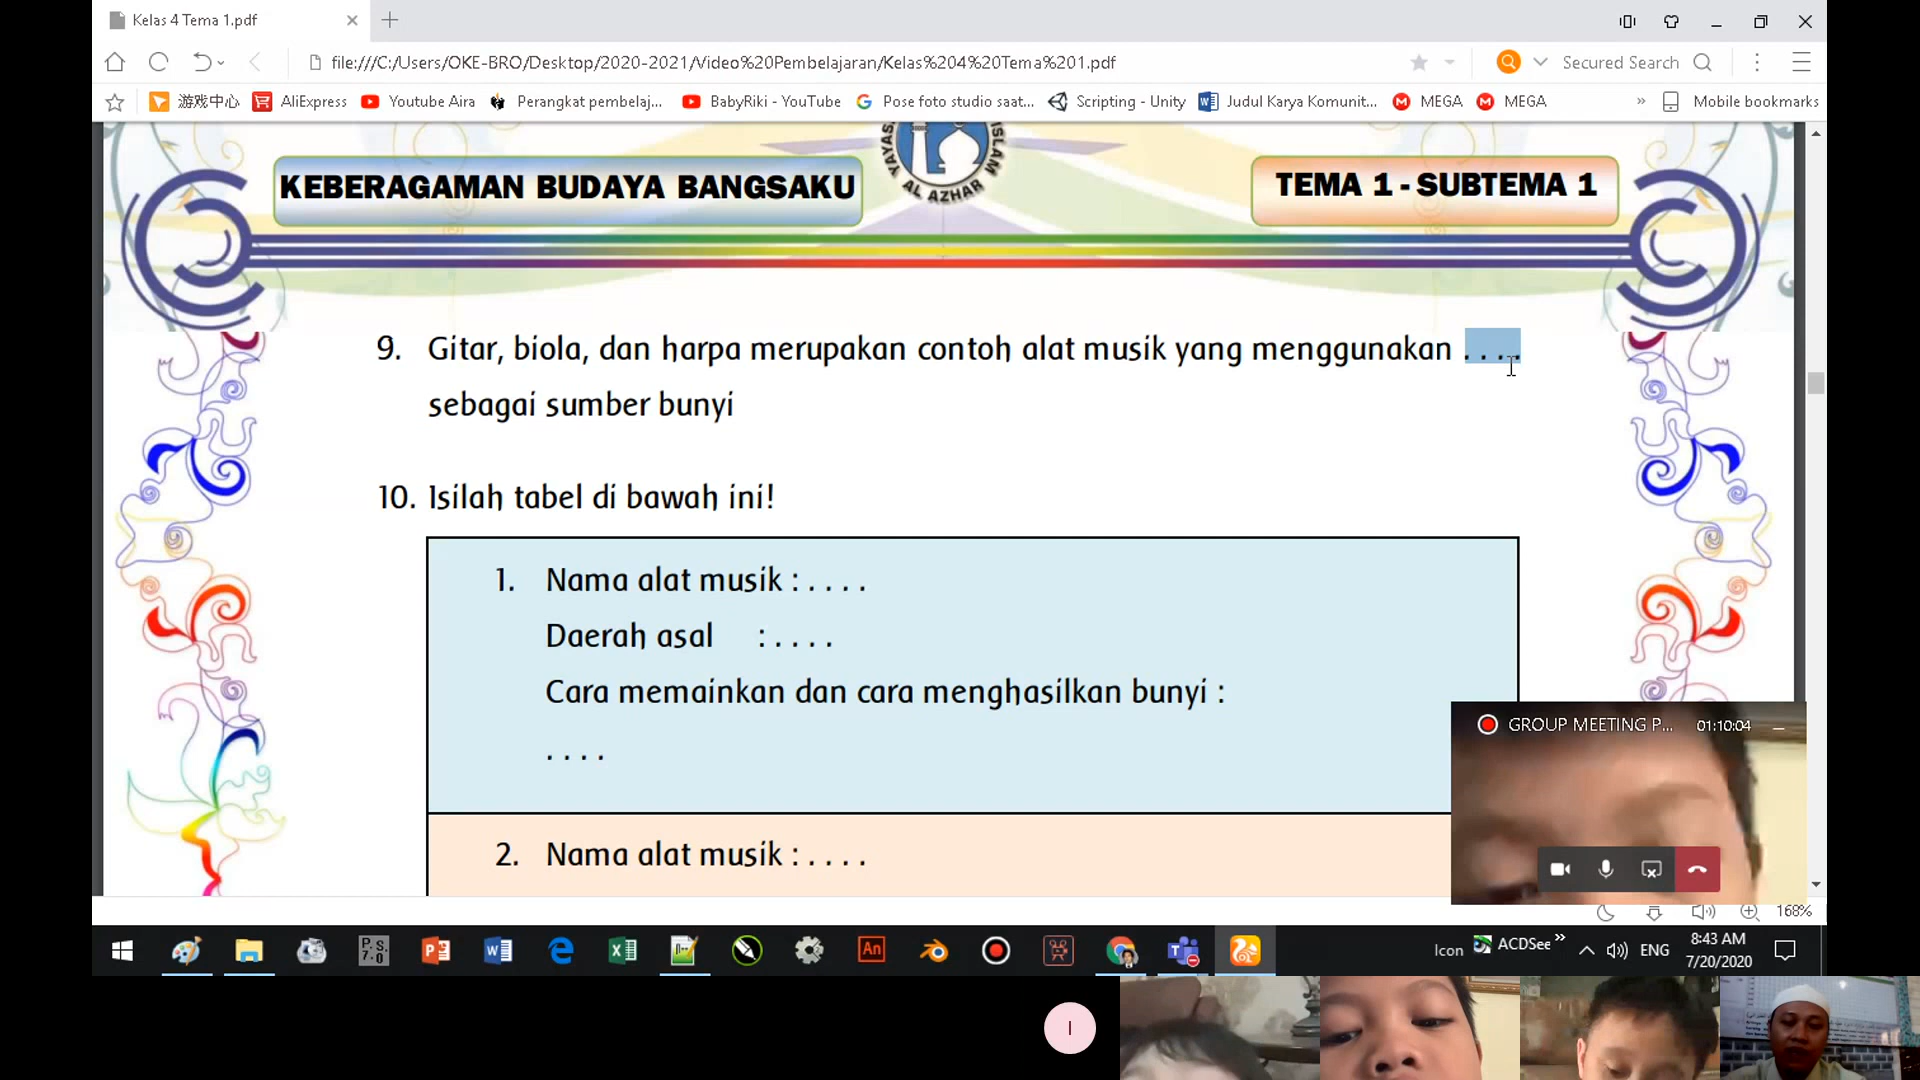 Kelas 4 Tema 1.pdf
file:///C:/Users/OKE-BRO/Desktop/2020-2021/Video%20Pembelajaran/Kelas%204%20Tema%201.pdf
Secured Search
游戏中心 AliExpress Youtube Aira Perangkat pembelaj... BabyRiki - YouTube Pose foto studio saat... Scripting - Unity Judul Karya Komunit... MEGA MEGA » Mobile bookmarks
YAYAS ISLAM
AL AZHAR
KEBERAGAMAN BUDAYA BANGSAKU
TEMA 1 - SUBTEMA 1
9. Gitar, biola, dan harpa merupakan contoh alat musik yang menggunakan . . . .
sebagai sumber bunyi
10. Isilah tabel di bawah ini!
1. Nama alat musik : . . . .
Daerah asal : . . . .
Cara memainkan dan cara menghasilkan bunyi :
. . . .
2. Nama alat musik : . . . .
GROUP MEETING P... 01:10:04
168%
Icon ACDSee » ENG
8:43 AM
7/20/2020
I